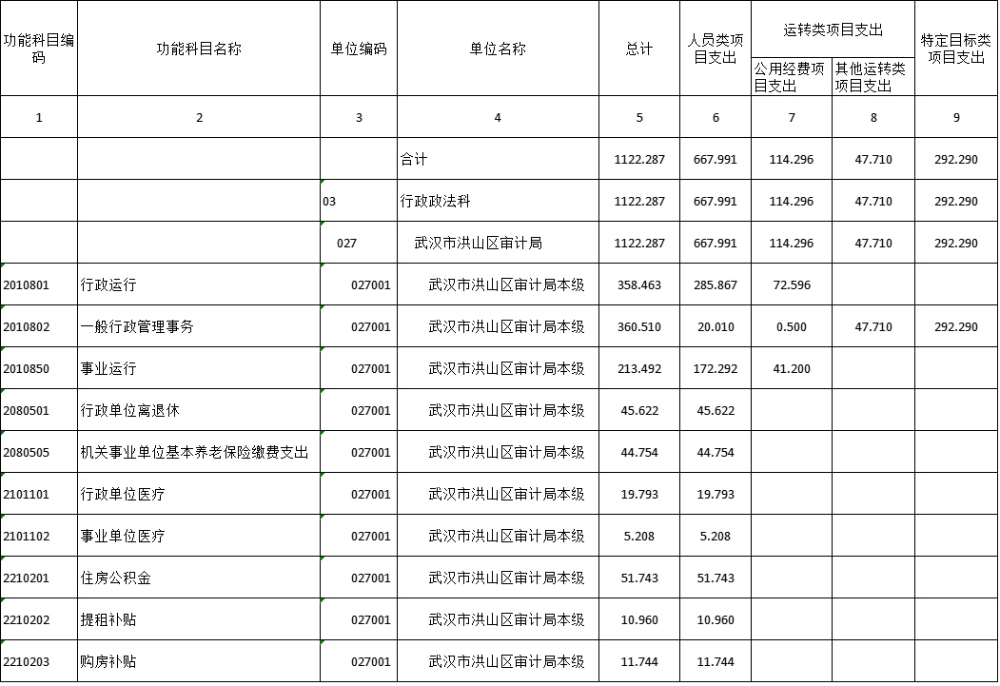 功能科目编码 功能科目名称 单位编码 单位名称 总计 人员类项目支出 运转类项目支出 特定目标类项目支出
公用经费项目支出 其他运转类项目支出
1 2 3 4 5 6 7 8 9
合计 1122.287 667.991 114.296 47.710 292.290
03 行政政法科 1122.287 667.991 114.296 47.710 292.290
027 武汉市洪山区审计局 1122.287 667.991 114.296 47.710 292.290
2010801 行政运行 027001 武汉市洪山区审计局本级 358.463 285.867 72.596
2010802 一般行政管理事务 027001 武汉市洪山区审计局本级 360.510 20.010 0.500 47.710 292.290
2010850 事业运行 027001 武汉市洪山区审计局本级 213.492 172.292 41.200
2080501 行政单位离退休 027001 武汉市洪山区审计局本级 45.622 45.622
2080505 机关事业单位基本养老保险缴费支出 027001 武汉市洪山区审计局本级 44.754 44.754
2101101 行政单位医疗 027001 武汉市洪山区审计局本级 19.793 19.793
2101102 事业单位医疗 027001 武汉市洪山区审计局本级 5.208 5.208
2210201 住房公积金 027001 武汉市洪山区审计局本级 51.743 51.743
2210202 提租补贴 027001 武汉市洪山区审计局本级 10.960 10.960
2210203 购房补贴 027001 武汉市洪山区审计局本级 11.744 11.744